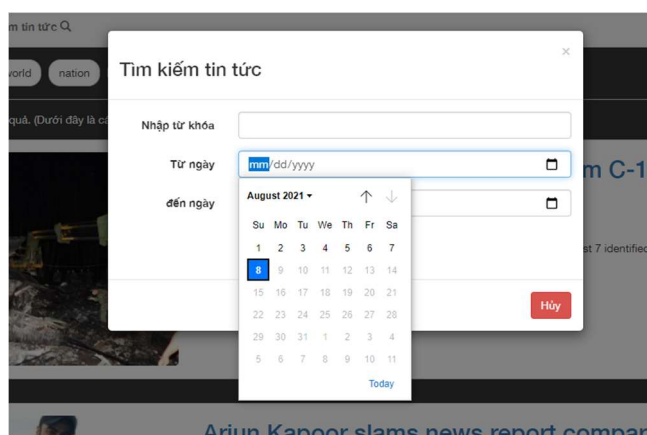 m tin tức
world nation
Tìm kiếm tin tức
×
quả. (Dưới đây là cá
Nhập từ khóa
Từ ngày mm/dd/yyyy
m C-1
đến ngày
August 2021
Su Mo Tu We Th Fr Sa
1 2 3 4 5 6 7
st 7 identified
8 9 10 11 12 13 14
15 16 17 18 19 20 21
22 23 24 25 26 27 28
29 30 31 1 2 3 4
5 6 7 8 9 10 11
Hủy
Today
Arjun Kapoor slams news report compar